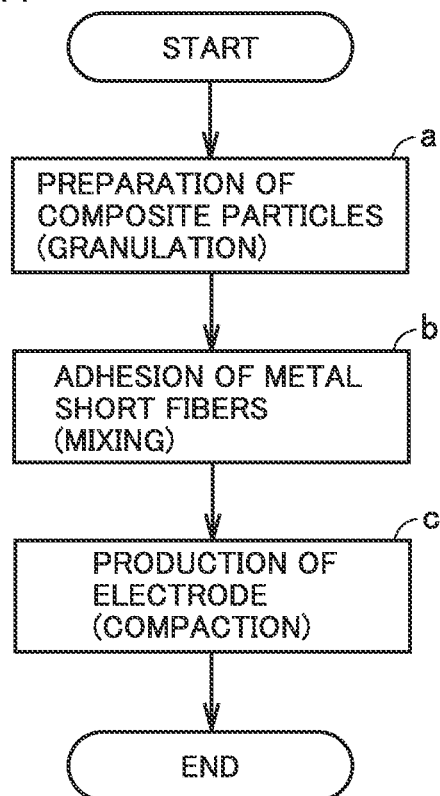 START
a
PREPARATION OF
COMPOSITE PARTICLES
(GRANULATION)
b
ADHESION OF METAL
SHORT FIBERS
(MIXING)
c
PRODUCTION OF
ELECTRODE
(COMPACTION)
END